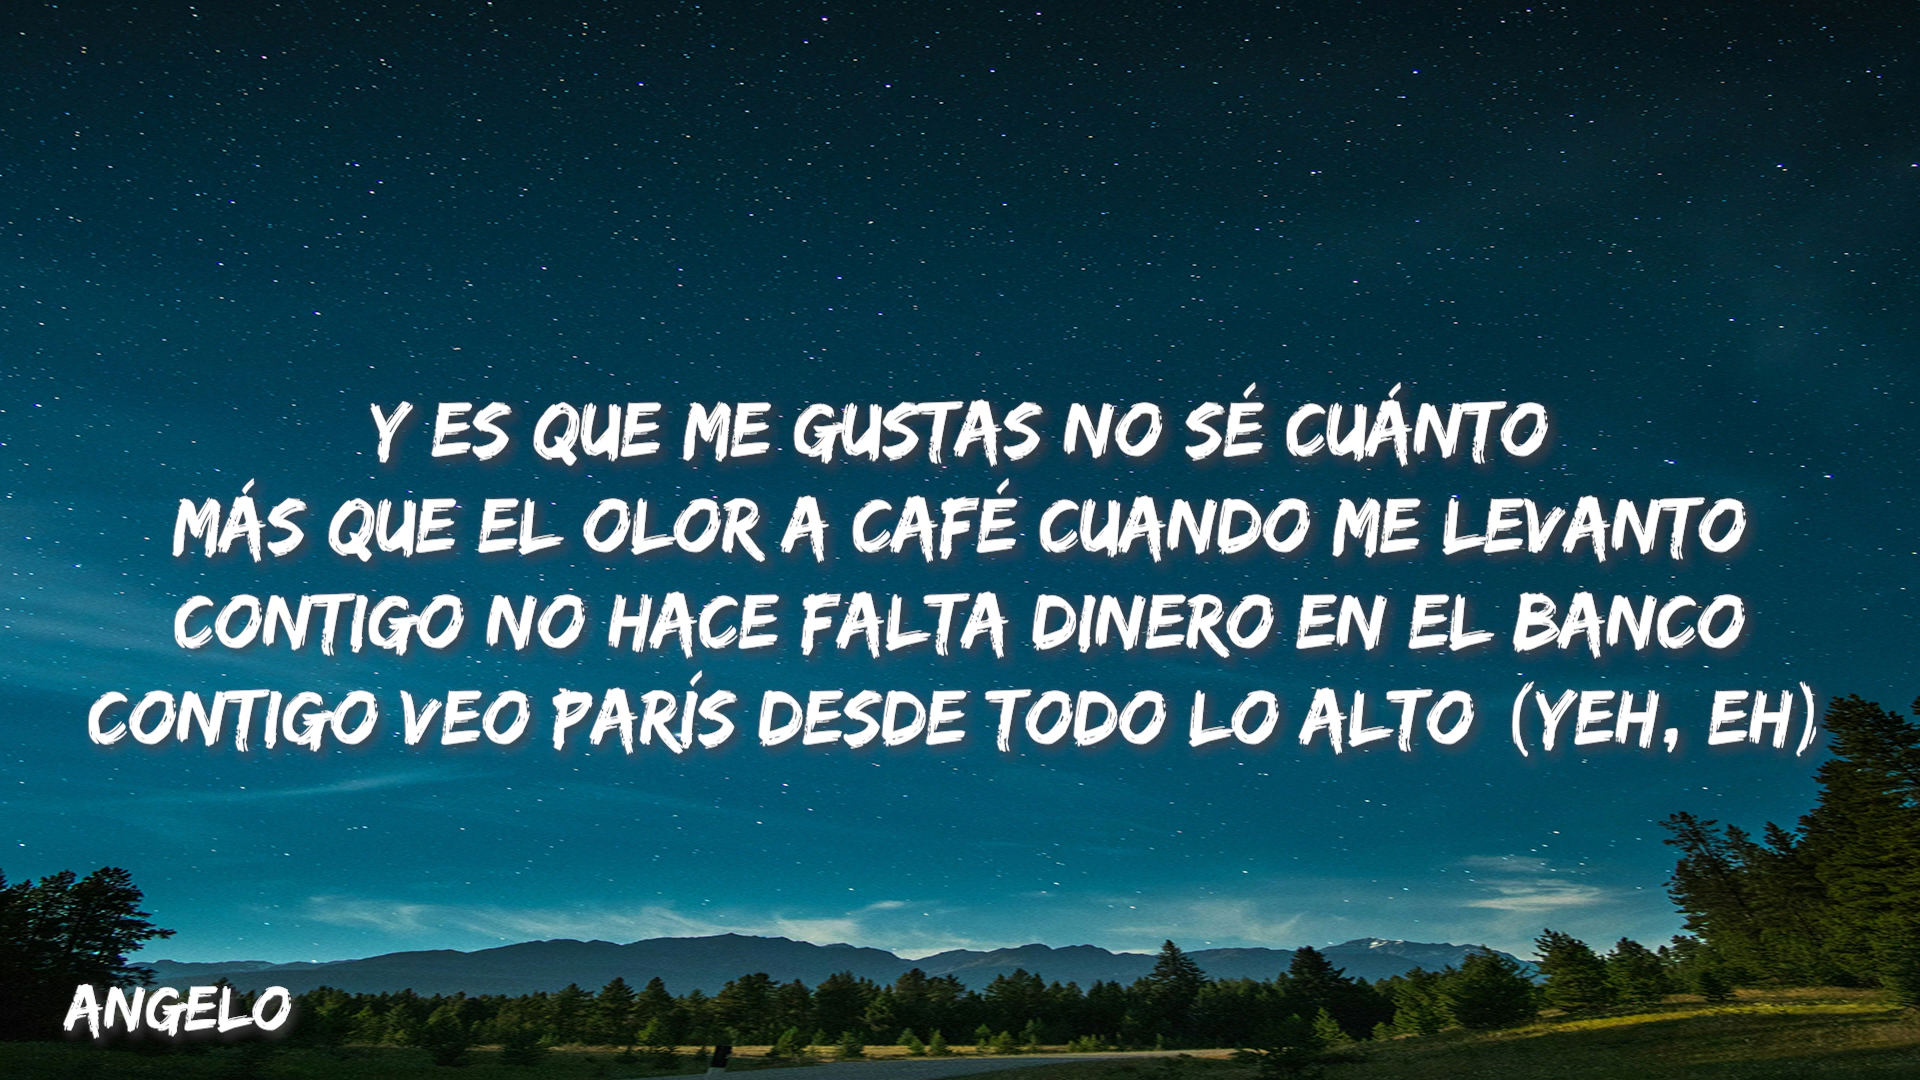 Y ES QUE ME GUSTAS NO SÉ CUÁNTO
MÁS QUE EL OLOR A CAFÉ CUANDO ME LEVANTO
CONTIGO NO HACE FALTA DINERO EN EL BANCO
CONTIGO VEO PARÍS DESDE TODO LO ALTO (YEH, EH)
ANGELO